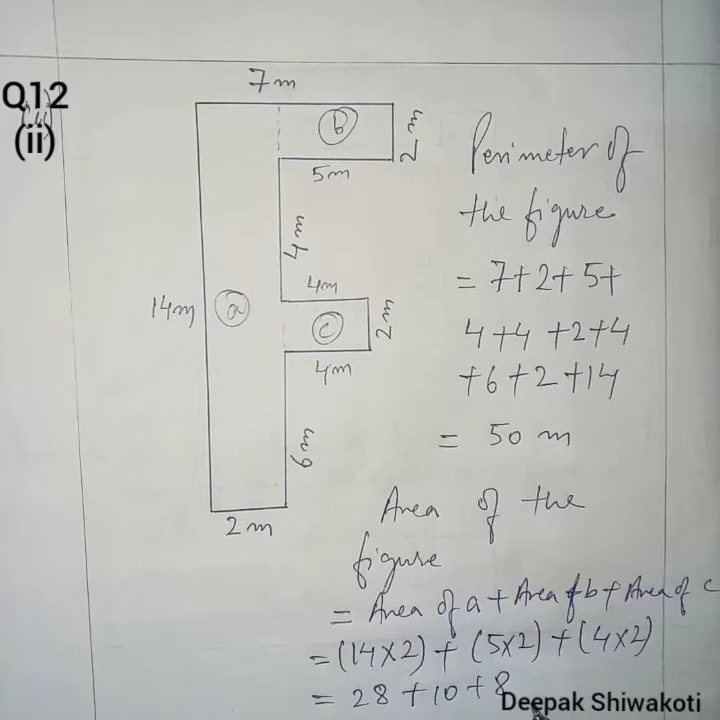 Q12
(ii)
7m
b
2m
5m
4m
4m
14m
a
c
2m
4m
6m
2m
Perimeter of
the figure
= 7+2+5+
4+4+2+4
+6+2+14
= 50 m
Area of the
figure
= Area of a + Area of b + Area of c
= (14×2) + (5×2) + (4×2)
= 28 + 10 + 8
Deepak Shiwakoti